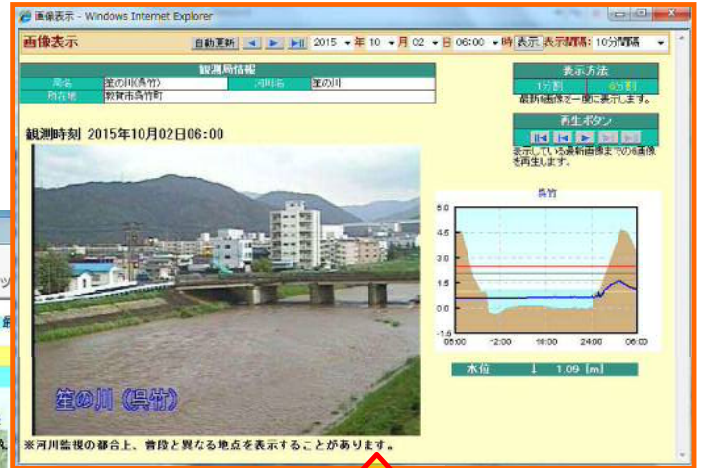 画像表示 - Windows Internet Explorer
画像表示
自動更新 2015 年 10 月 02 日 06:00 時 表示 表示間隔: 10分間隔
観測局情報
局名 笙の川(呉竹) 河川名 笙の川
所在地 敦賀市呉竹町
表示方法
1分割 6分割
最新6画像を一度に表示します。
再生ボタン
表示している最新画像までの6画像
を再生します。
観測時刻 2015年10月02日06:00
笙の川 (呉竹)
呉竹
6.0
4.5
3.0
1.5
0.0
-1.5
06:00 12:00 18:00 24:00 06:00
水位 ↓ 1.09 [m]
※河川監視の都合上、普段と異なる地点を表示することがあります。